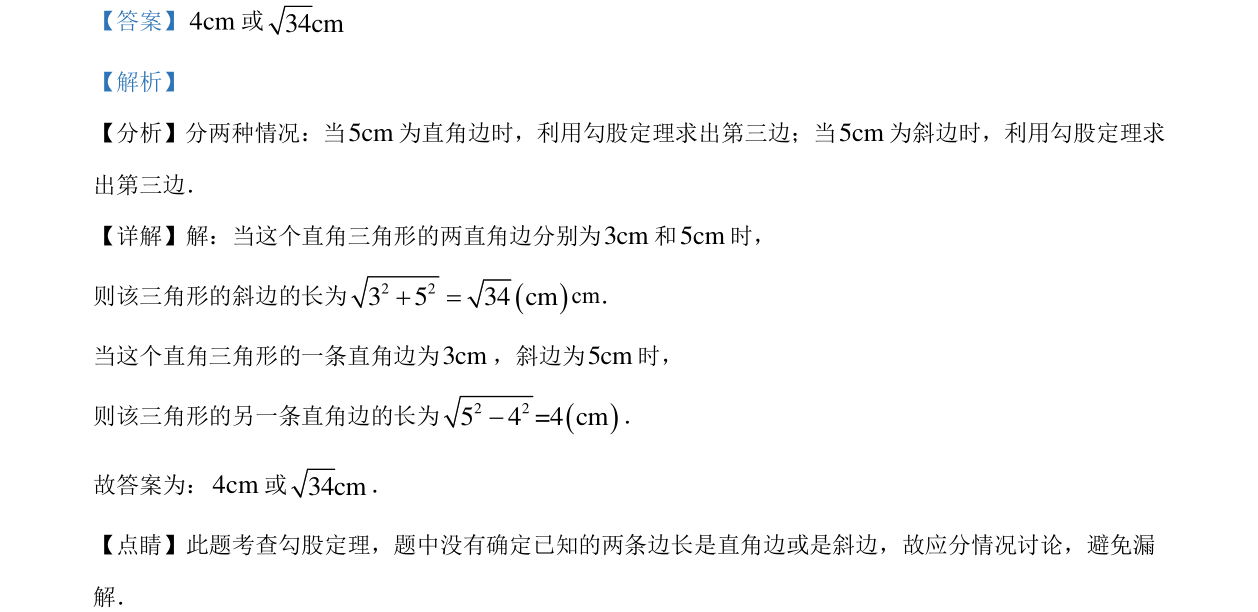 【答案】4cm 或 √34cm
【解析】
【分析】分两种情况：当5cm 为直角边时，利用勾股定理求出第三边；当5cm 为斜边时，利用勾股定理求
出第三边．
【详解】解：当这个直角三角形的两直角边分别为3cm 和5cm 时，
则该三角形的斜边的长为 √(3² + 5²) = √34 (cm)cm．
当这个直角三角形的一条直角边为3cm ，斜边为5cm 时，
则该三角形的另一条直角边的长为 √(5² − 4²) =4(cm)．
故答案为： 4cm 或 √34cm．
【点睛】此题考查勾股定理，题中没有确定已知的两条边长是直角边或是斜边，故应分情况讨论，避免漏
解．